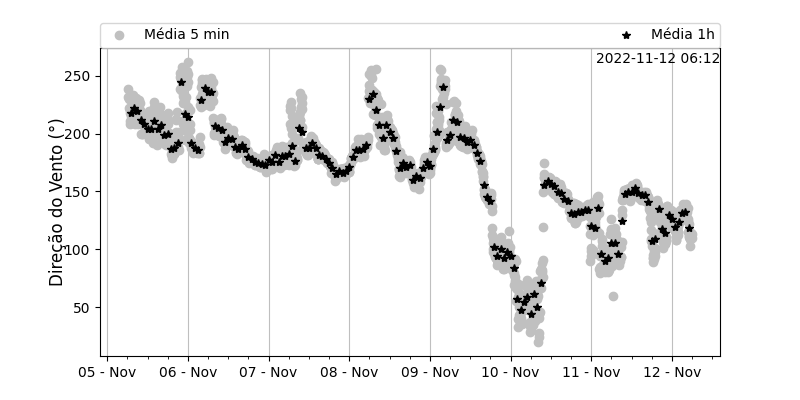 Média 5 min Média 1h
2022-11-12 06:12
Direção do Vento (°)
250
200
150
100
50
05 - Nov 06 - Nov 07 - Nov 08 - Nov 09 - Nov 10 - Nov 11 - Nov 12 - Nov